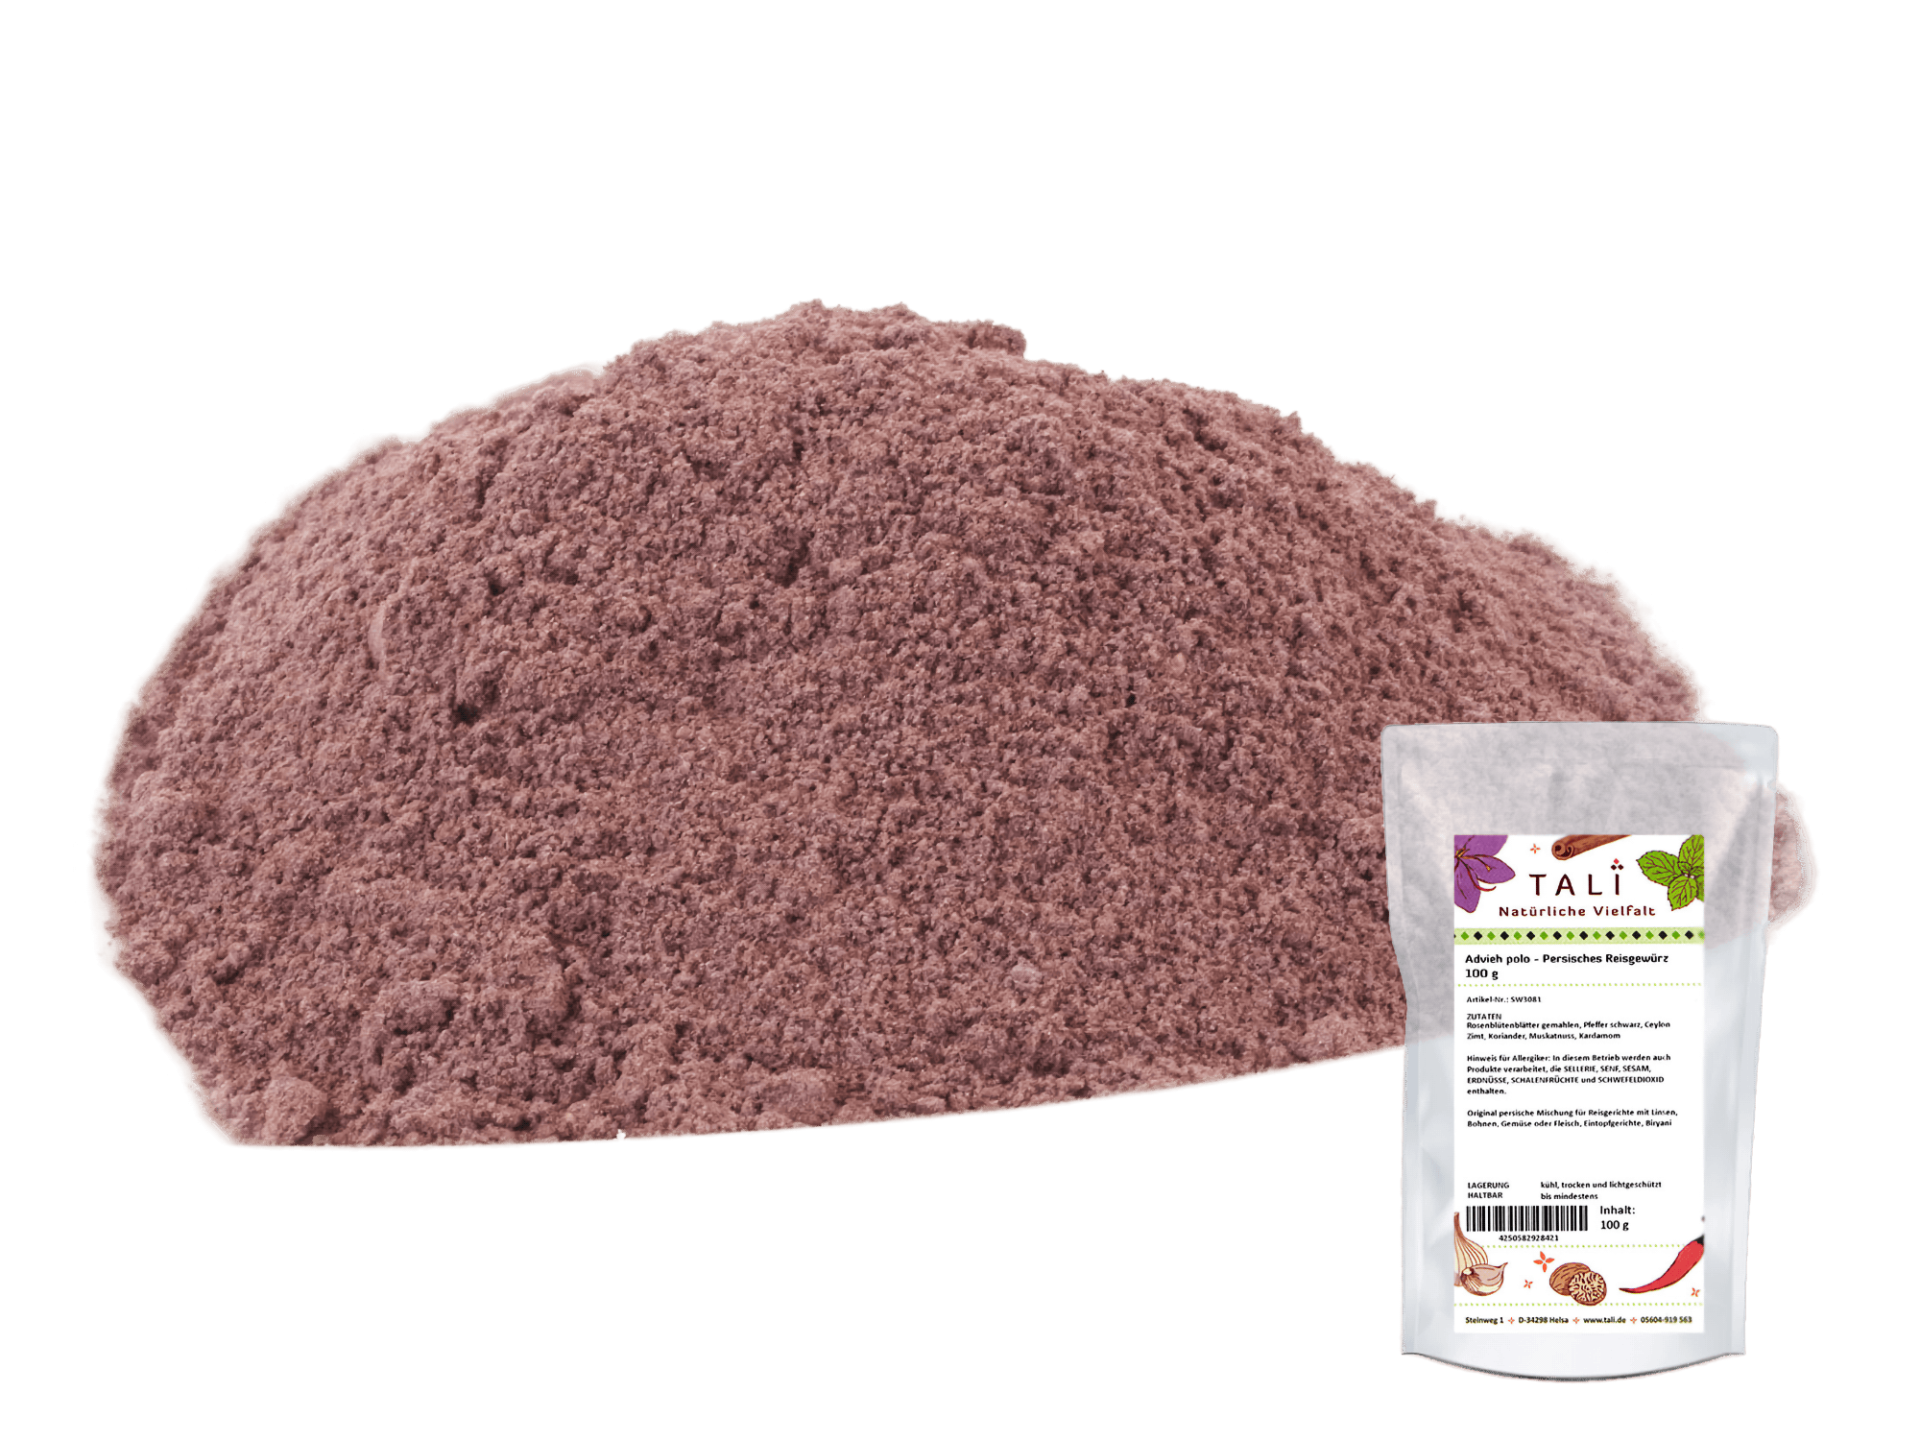 TALÏ
Natürliche Vielfalt
Advieh polo - Persisches Reisgewürz
100 g
Artikel-Nr.: SW3081
ZUTATEN
Rosenblütenblätter gemahlen, Pfeffer schwarz, Ceylon
Zimt, Koriander, Muskatnuss, Kardamom
Hinweis für Allergiker: In diesem Betrieb werden auch
Produkte verarbeitet, die SELLERIE, SENF, SESAM,
ERDNÜSSE, SCHALENFRÜCHTE und SCHWEFELDIOXID
enthalten.
Original persische Mischung für Reisgerichte mit Linsen,
Bohnen, Gemüse oder Fleisch, Eintopfgerichte, Biryani
LAGERUNG kühl, trocken und lichtgeschützt
HALTBAR bis mindestens
Inhalt:
100 g
4250582928421
Steinweg 1 D-34298 Helsa www.tali.de 05604-919 563